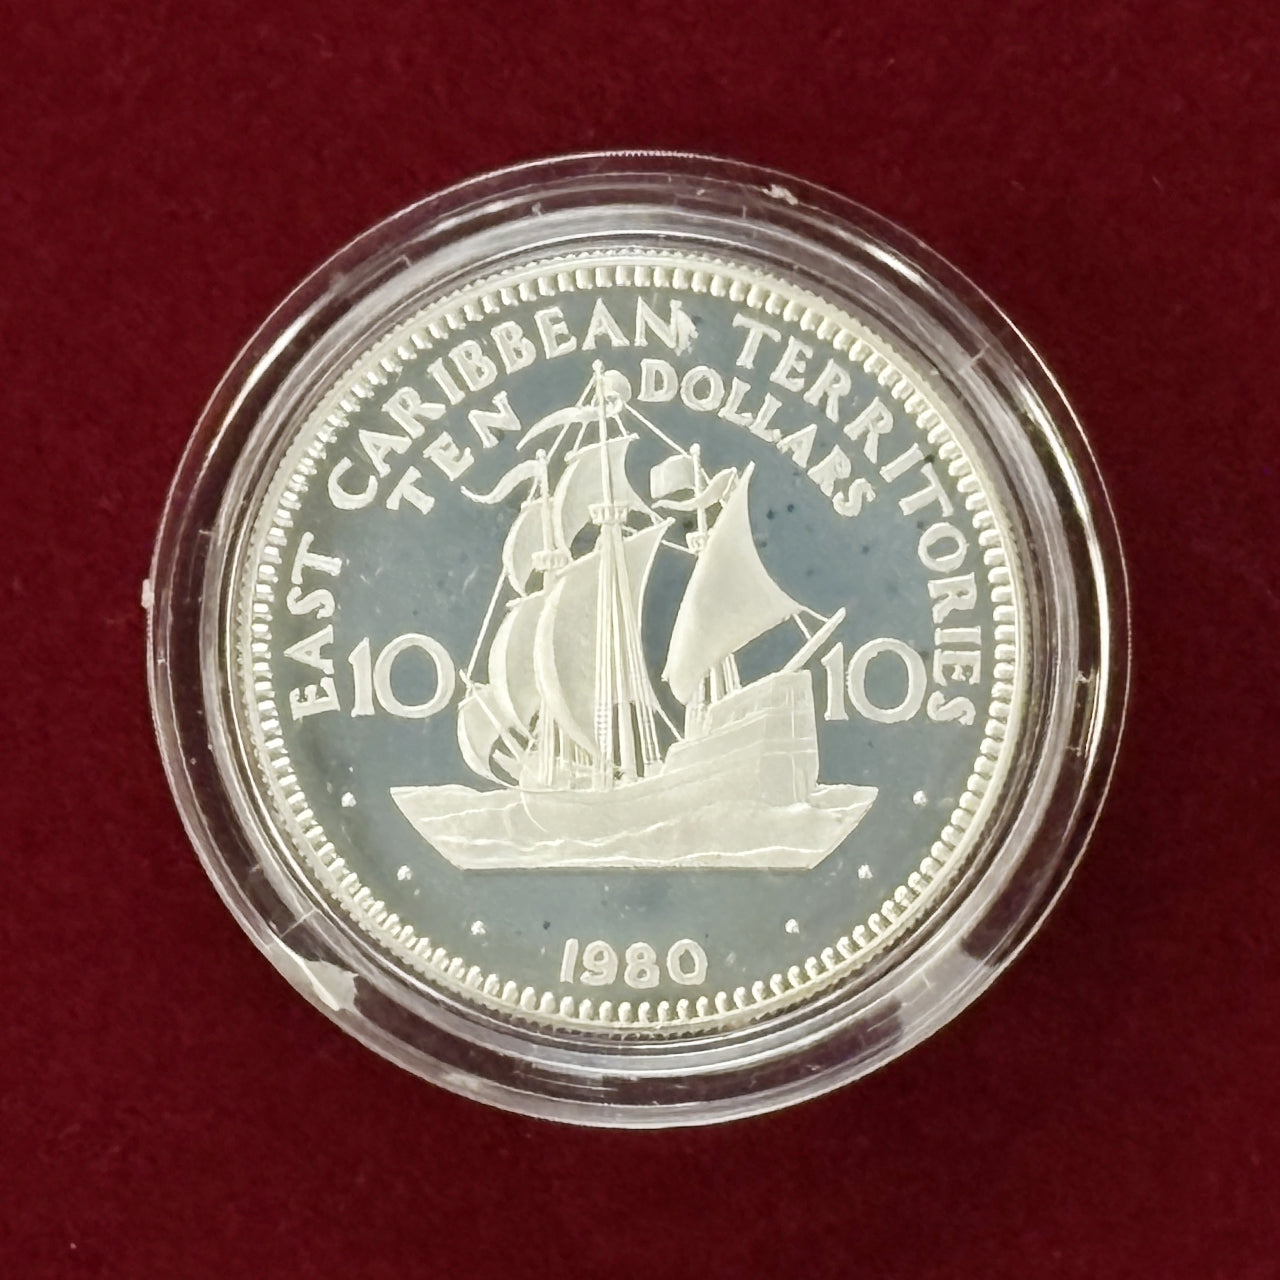 EAST CARIBBEAN TERRITORIES
TEN DOLLARS
10 10
1980